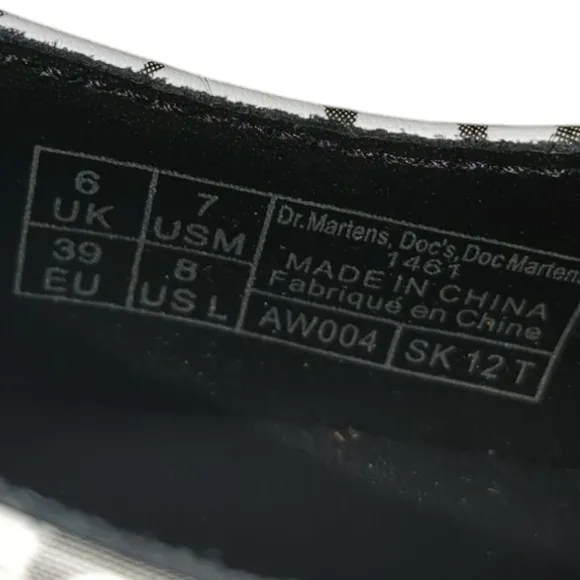 6
UK
7
USM
39
EU
8
US L
Dr.Martens, Doc's, Doc Marten
1461
MADE IN CHINA
Fabriqué en Chine
AW004
SK 12 T